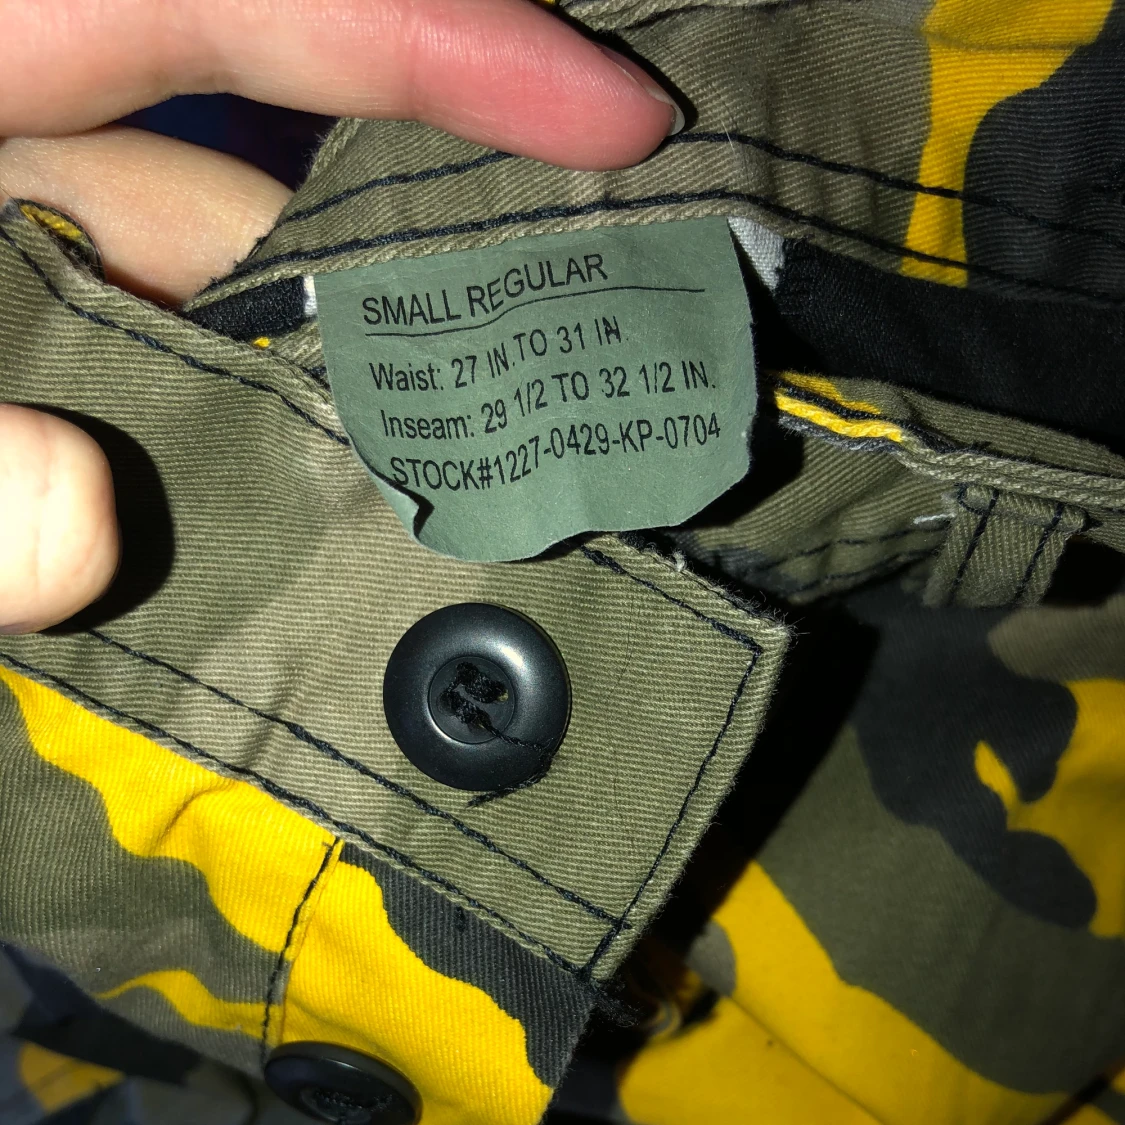 SMALL REGULAR
Waist: 27 IN.TO 31 IN.
Inseam: 29 1/2 TO 32 1/2 IN.
STOCK#1227-0429-KP-0704